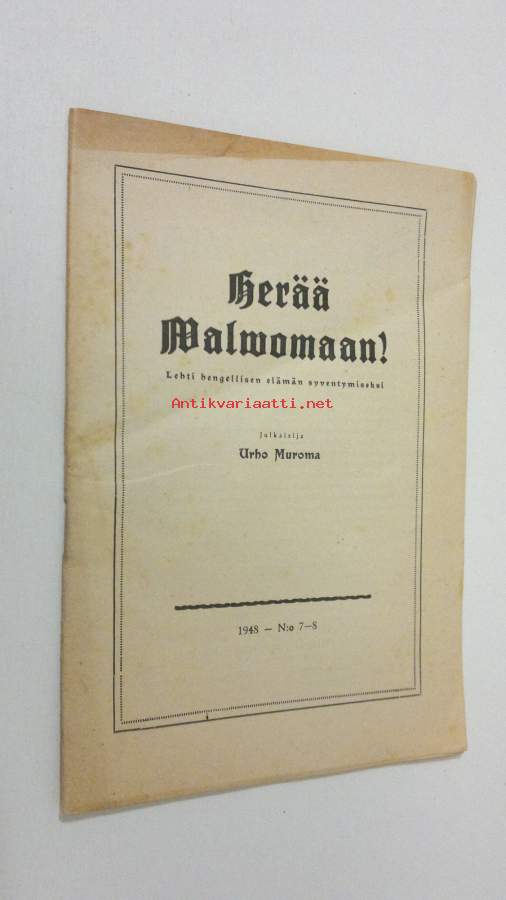 Herää
Walwomaan!
Lehti hengellisen elämän syventymiseksi
Antikvariaatti.net
Julkaisija
Urho Muroma
1948 — N:o 7—8